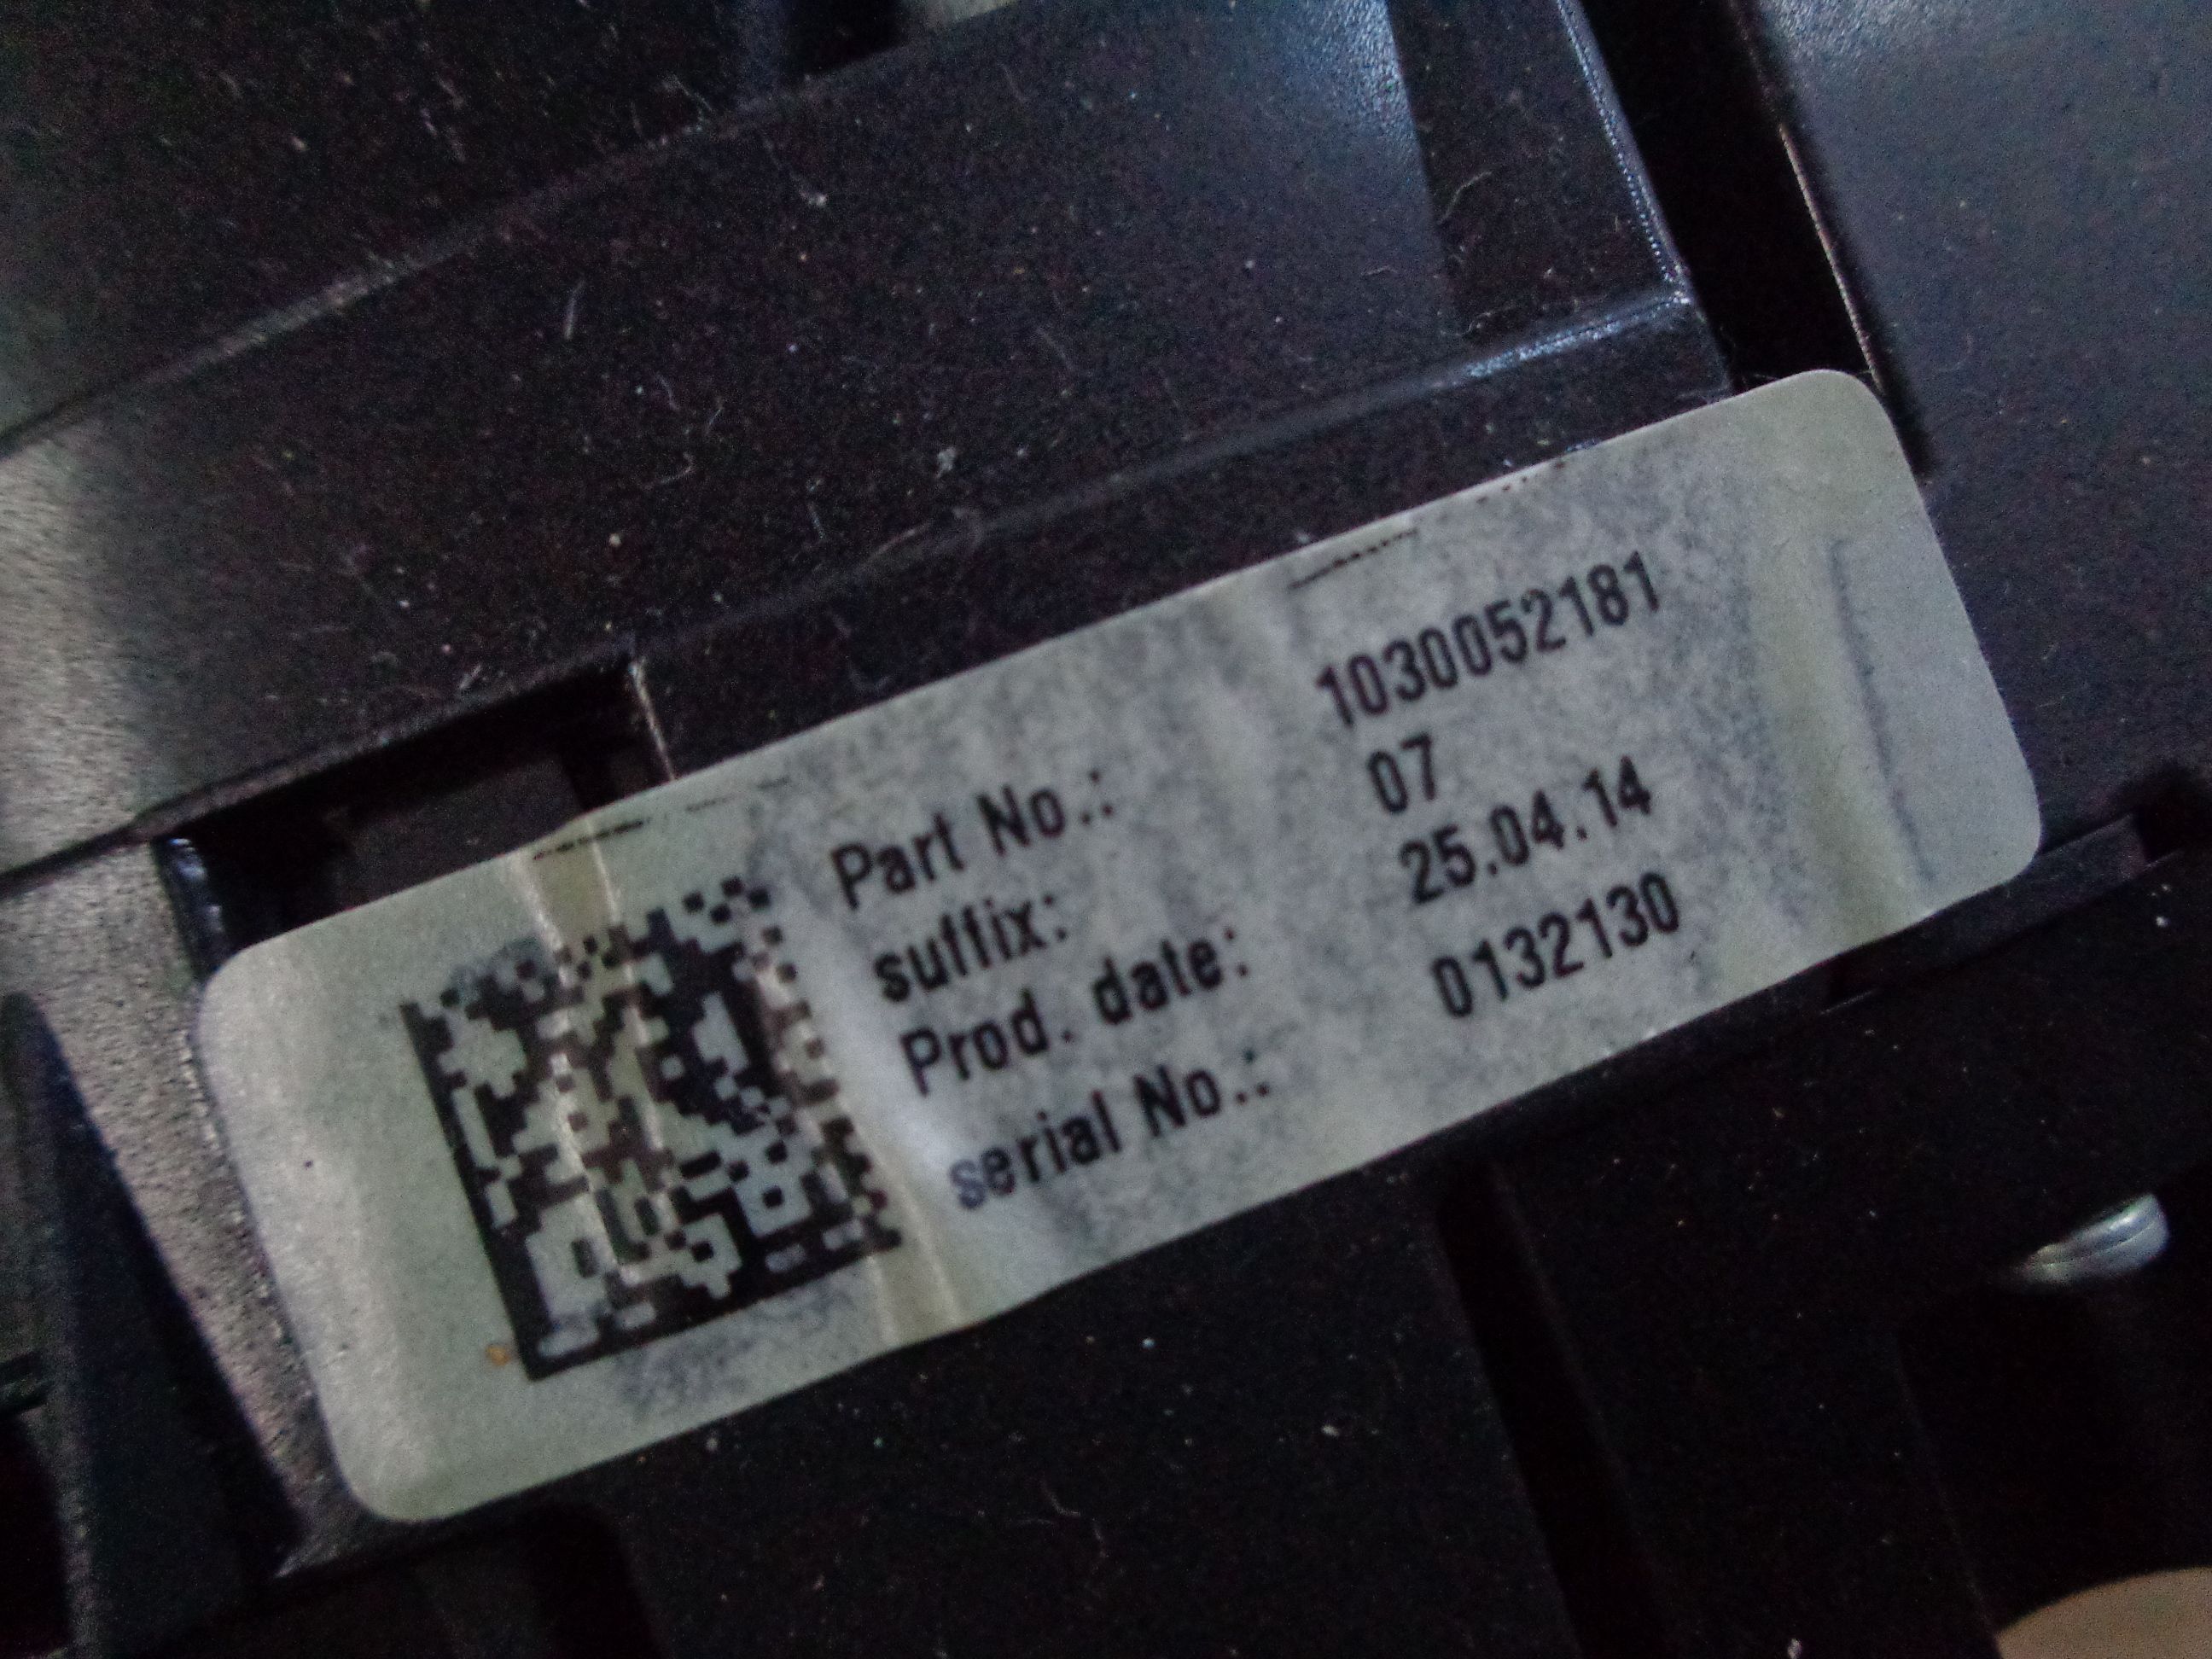 Part No.: 1030052181
suffix: 07
Prod. date: 25.04.14
serial No.: 0132130